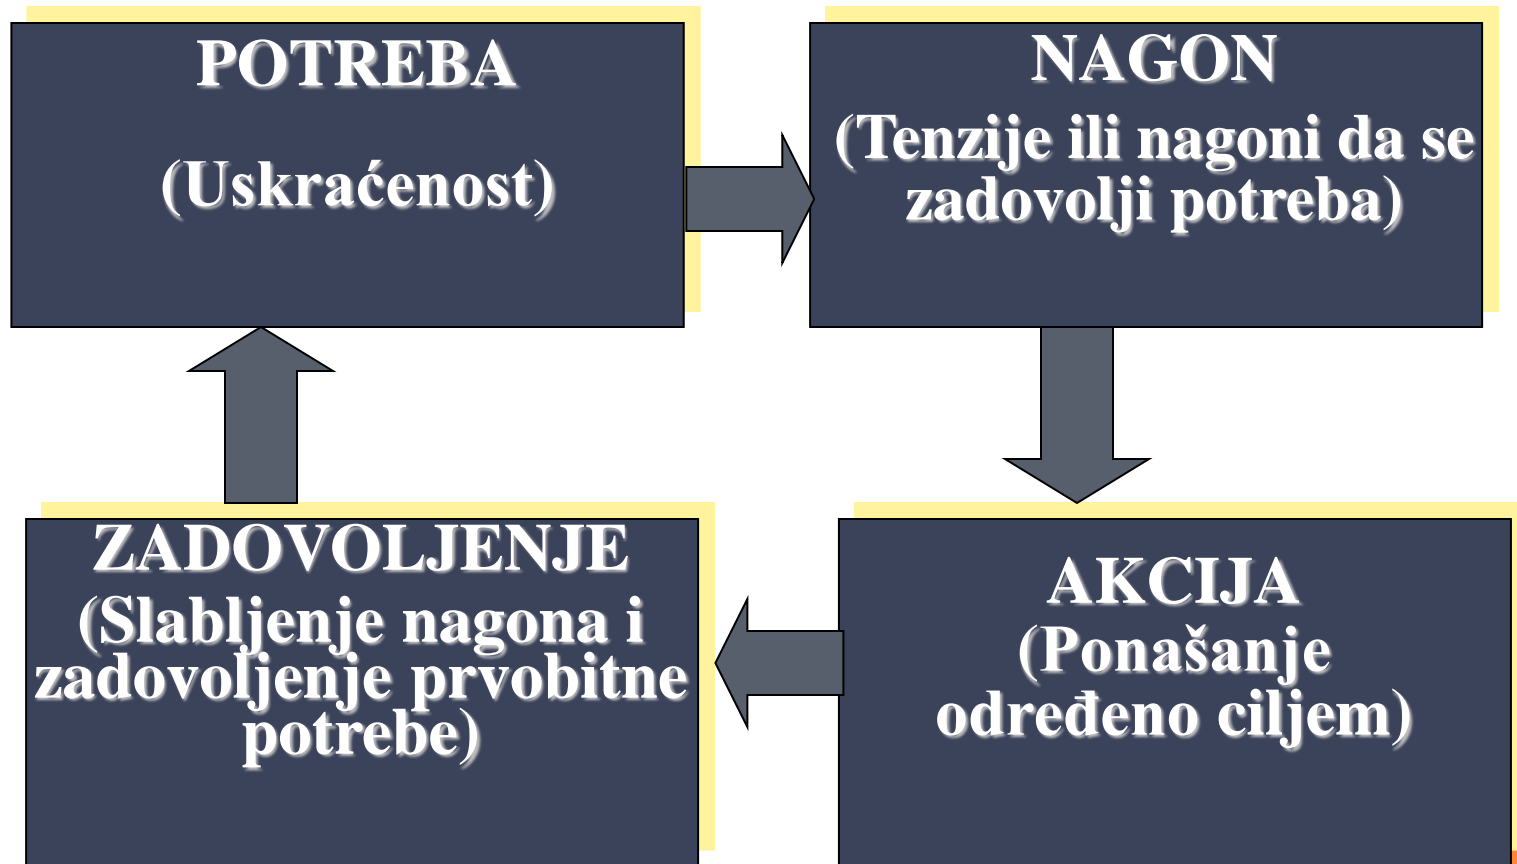 POTREBA
(Uskraćenost)
NAGON
(Tenzije ili nagoni da se
zadovolji potreba)
ZADOVOLJENJE
(Slabljenje nagona i
zadovoljenje prvobitne
potrebe)
AKCIJA
(Ponašanje
određeno ciljem)